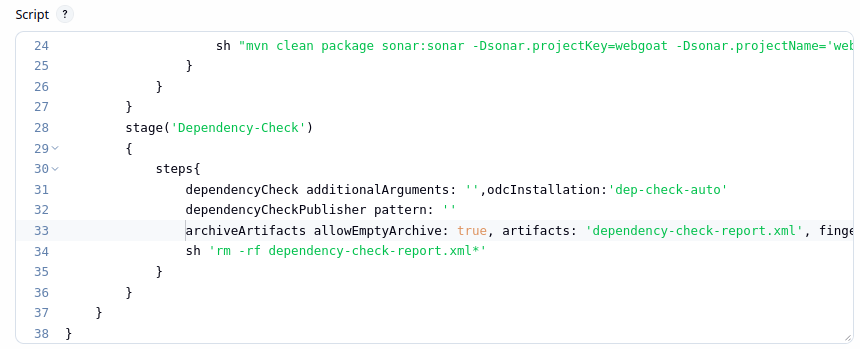 Script ?
24 sh "mvn clean package sonar:sonar -Dsonar.projectKey=webgoat -Dsonar.projectName='web
25 }
26 }
27 }
28 stage('Dependency-Check')
29 {
30 steps{
31 dependencyCheck additionalArguments: '',odcInstallation:'dep-check-auto'
32 dependencyCheckPublisher pattern: ''
33 archiveArtifacts allowEmptyArchive: true, artifacts: 'dependency-check-report.xml', finge
34 sh 'rm -rf dependency-check-report.xml*'
35 }
36 }
37 }
38 }